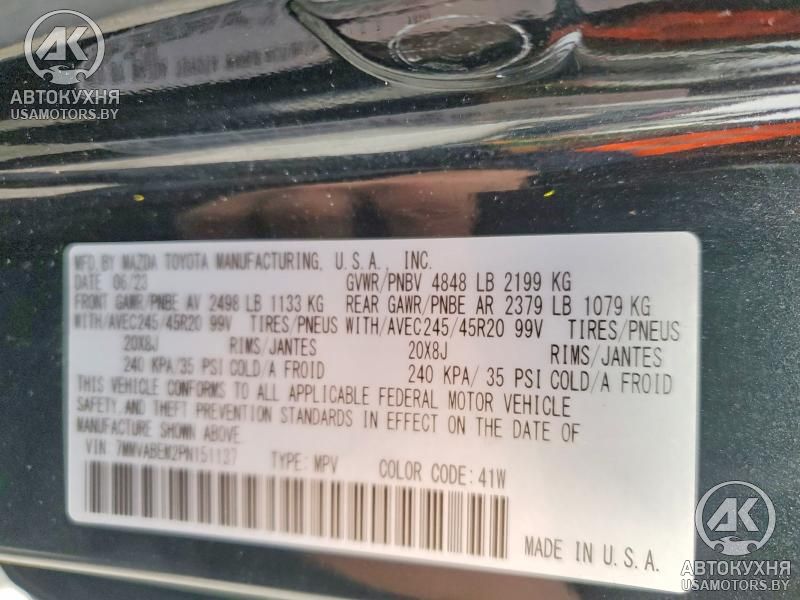 AK
АВТОКУХНЯ
USAMOTORS.BY
MFD. BY MAZDA TOYOTA MANUFACTURING, U.S.A., INC.
DATE 06/23 GVWR/PNBV 4848 LB 2199 KG
FRONT GAWR/PNBE AV 2498 LB 1133 KG REAR GAWR/PNBE AR 2379 LB 1079 KG
WITH/AVEC245/45R20 99V TIRES/PNEUS WITH/AVEC245/45R20 99V TIRES/PNEUS
20X8J RIMS/JANTES 20X8J RIMS/JANTES
240 KPA/35 PSI COLD/A FROID 240 KPA/ 35 PSI COLD/A FROID
THIS VEHICLE CONFORMS TO ALL APPLICABLE FEDERAL MOTOR VEHICLE
SAFETY, AND THEFT PREVENTION STANDARDS IN EFFECT ON THE DATE OF
MANUFACTURE SHOWN ABOVE.
VIN: 7MMVABEM2PN151137 TYPE: MPV COLOR CODE: 41W
MADE IN U.S.A.
AK
АВТОКУХНЯ
USAMOTORS.BY